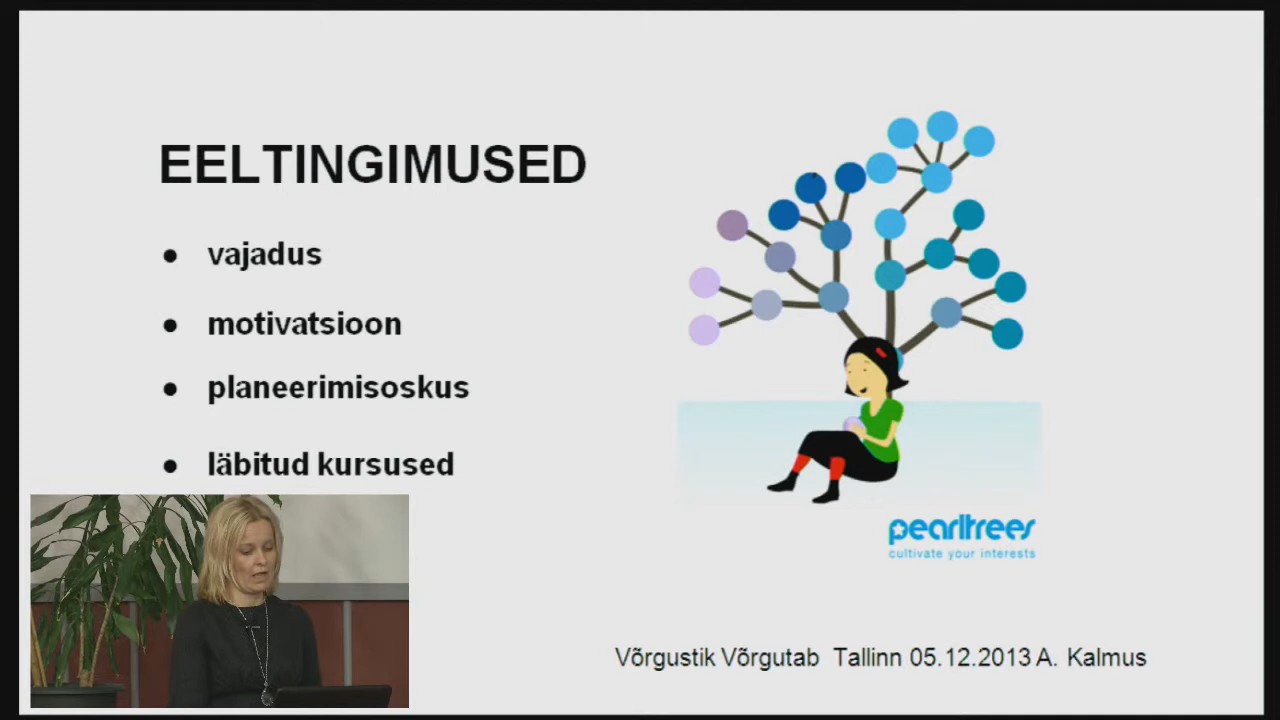 EELTINGIMUSED
● vajadus
● motivatsioon
● planeerimisoskus
● läbitud kursused
pearltrees
cultivate your interests
Võrgustik Võrgutab Tallinn 05.12.2013 A. Kalmus